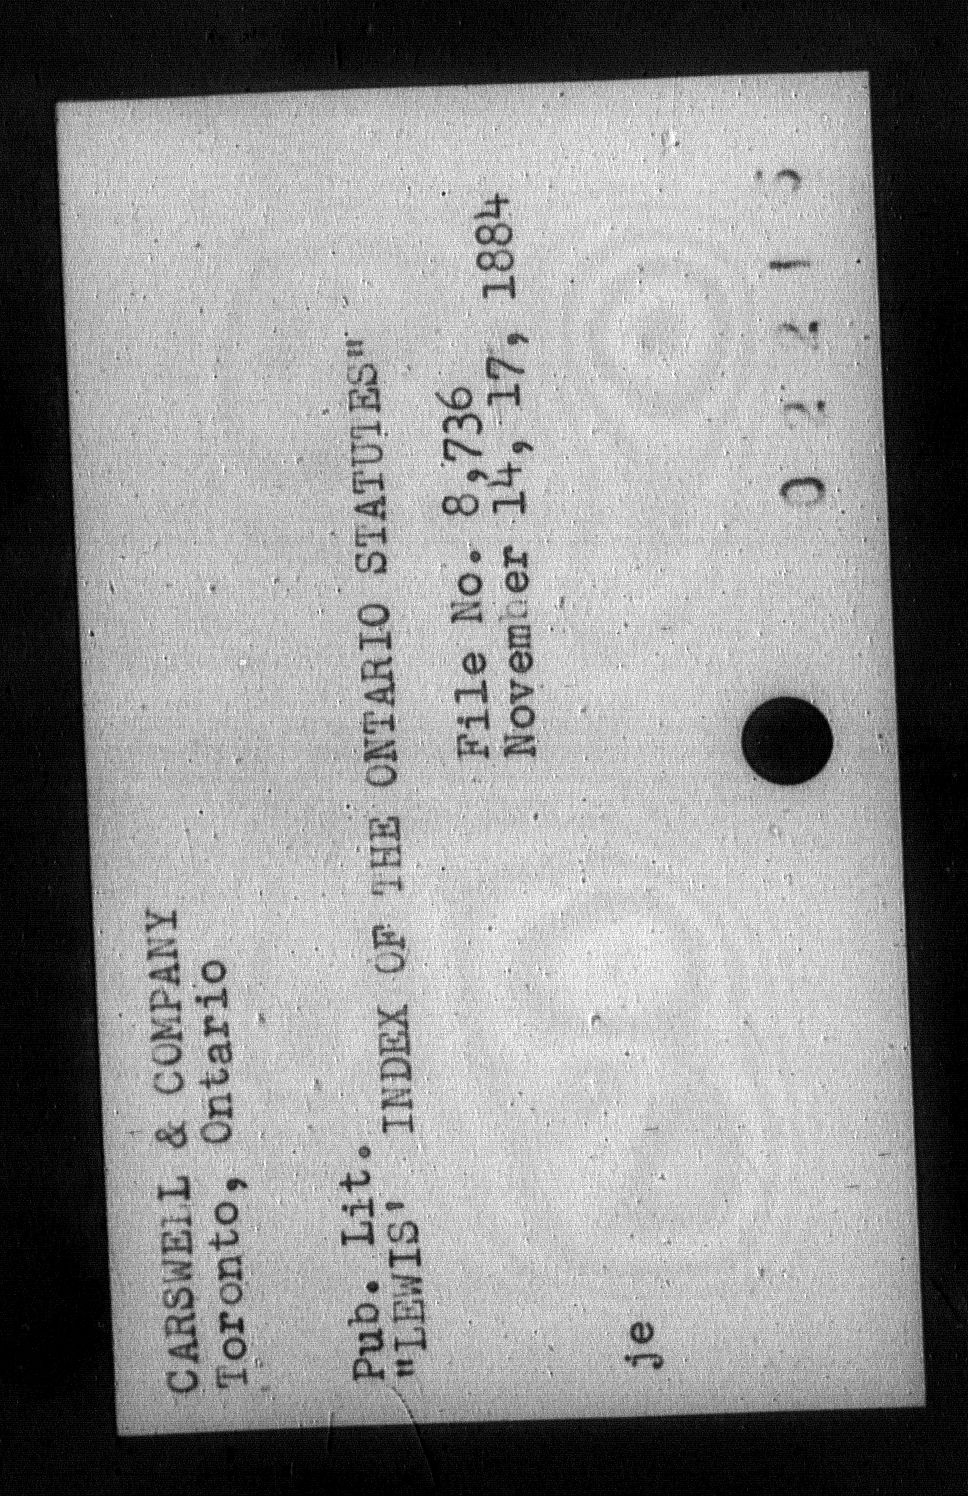 CARSWELL & COMPANY
Toronto, Ontario
Pub. Lit.
"LEWIS' INDEX OF THE ONTARIO STATUTES"
File No. 8,736
November 14, 17, 1884
je